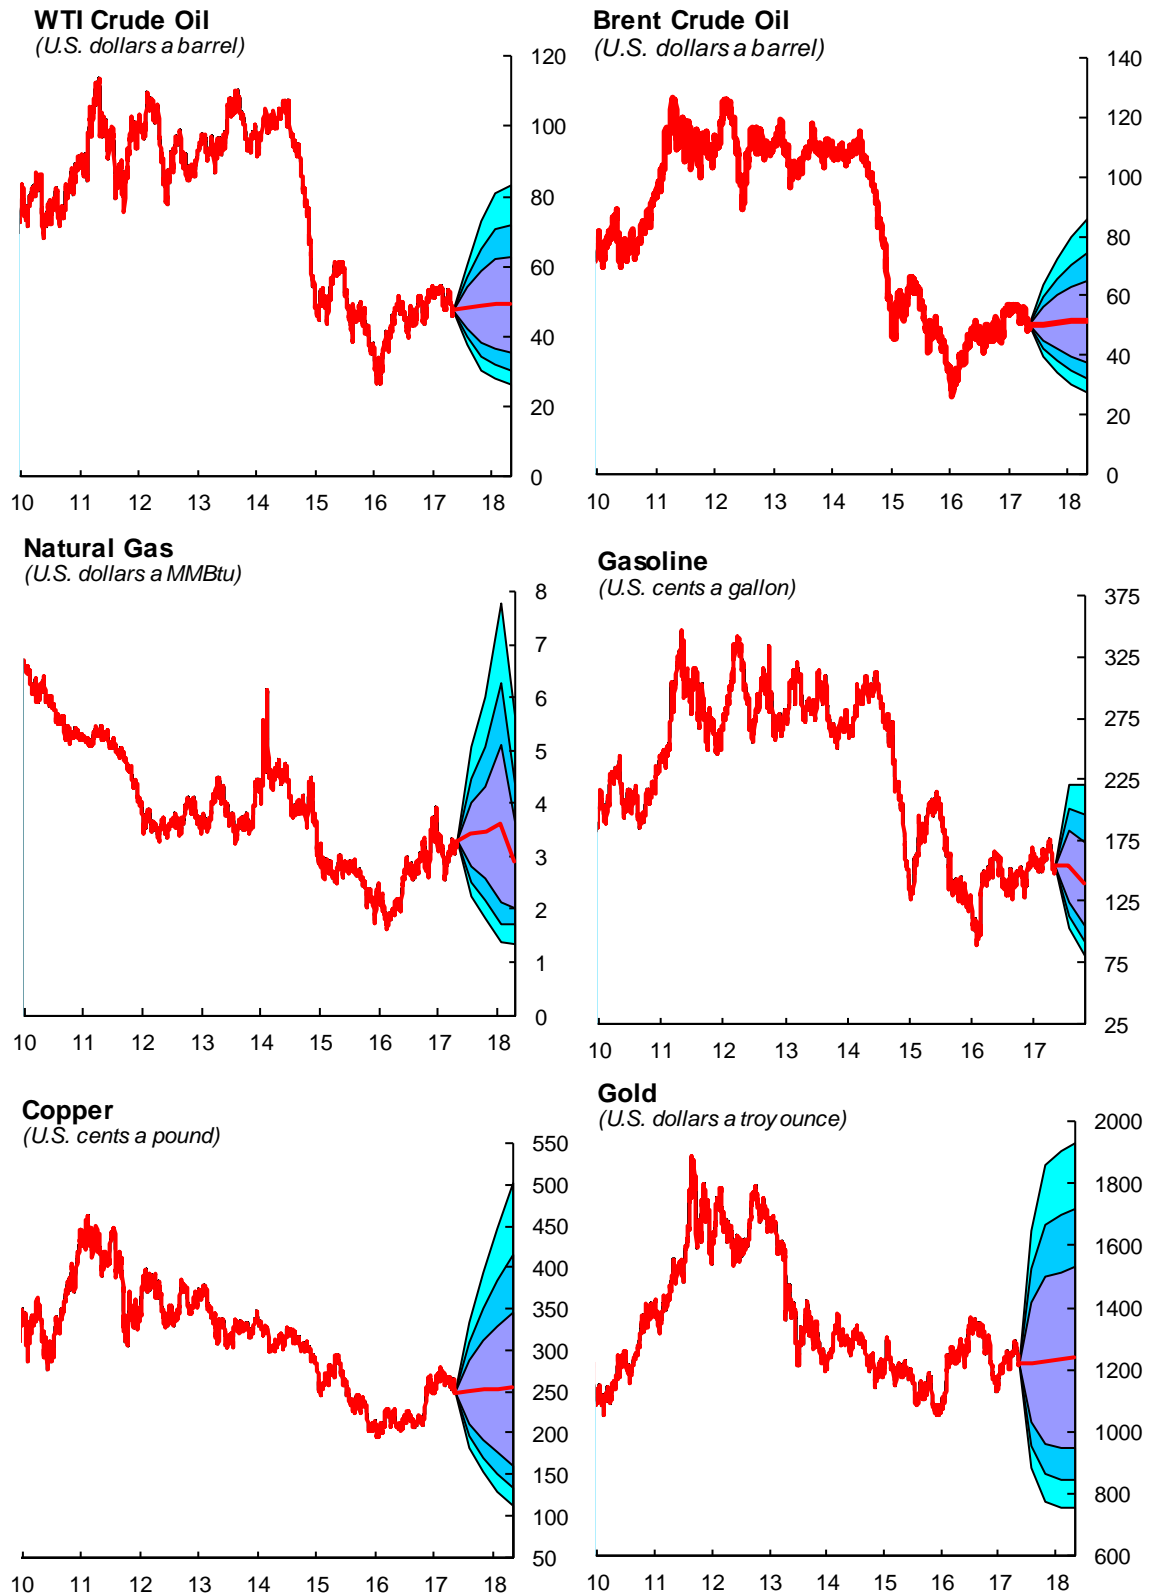 WTI Crude Oil
(U.S. dollars a barrel)
120
100
80
60
40
20
0
10 11 12 13 14 15 16 17 18
Brent Crude Oil
(U.S. dollars a barrel)
140
120
100
80
60
40
20
0
10 11 12 13 14 15 16 17 18
Natural Gas
(U.S. dollars a MMBtu)
8
7
6
5
4
3
2
1
0
10 11 12 13 14 15 16 17 18
Gasoline
(U.S. cents a gallon)
375
325
275
225
175
125
75
25
10 11 12 13 14 15 16 17
Copper
(U.S. cents a pound)
550
500
450
400
350
300
250
200
150
100
50
10 11 12 13 14 15 16 17 18
Gold
(U.S. dollars a troy ounce)
2000
1800
1600
1400
1200
1000
800
600
10 11 12 13 14 15 16 17 18